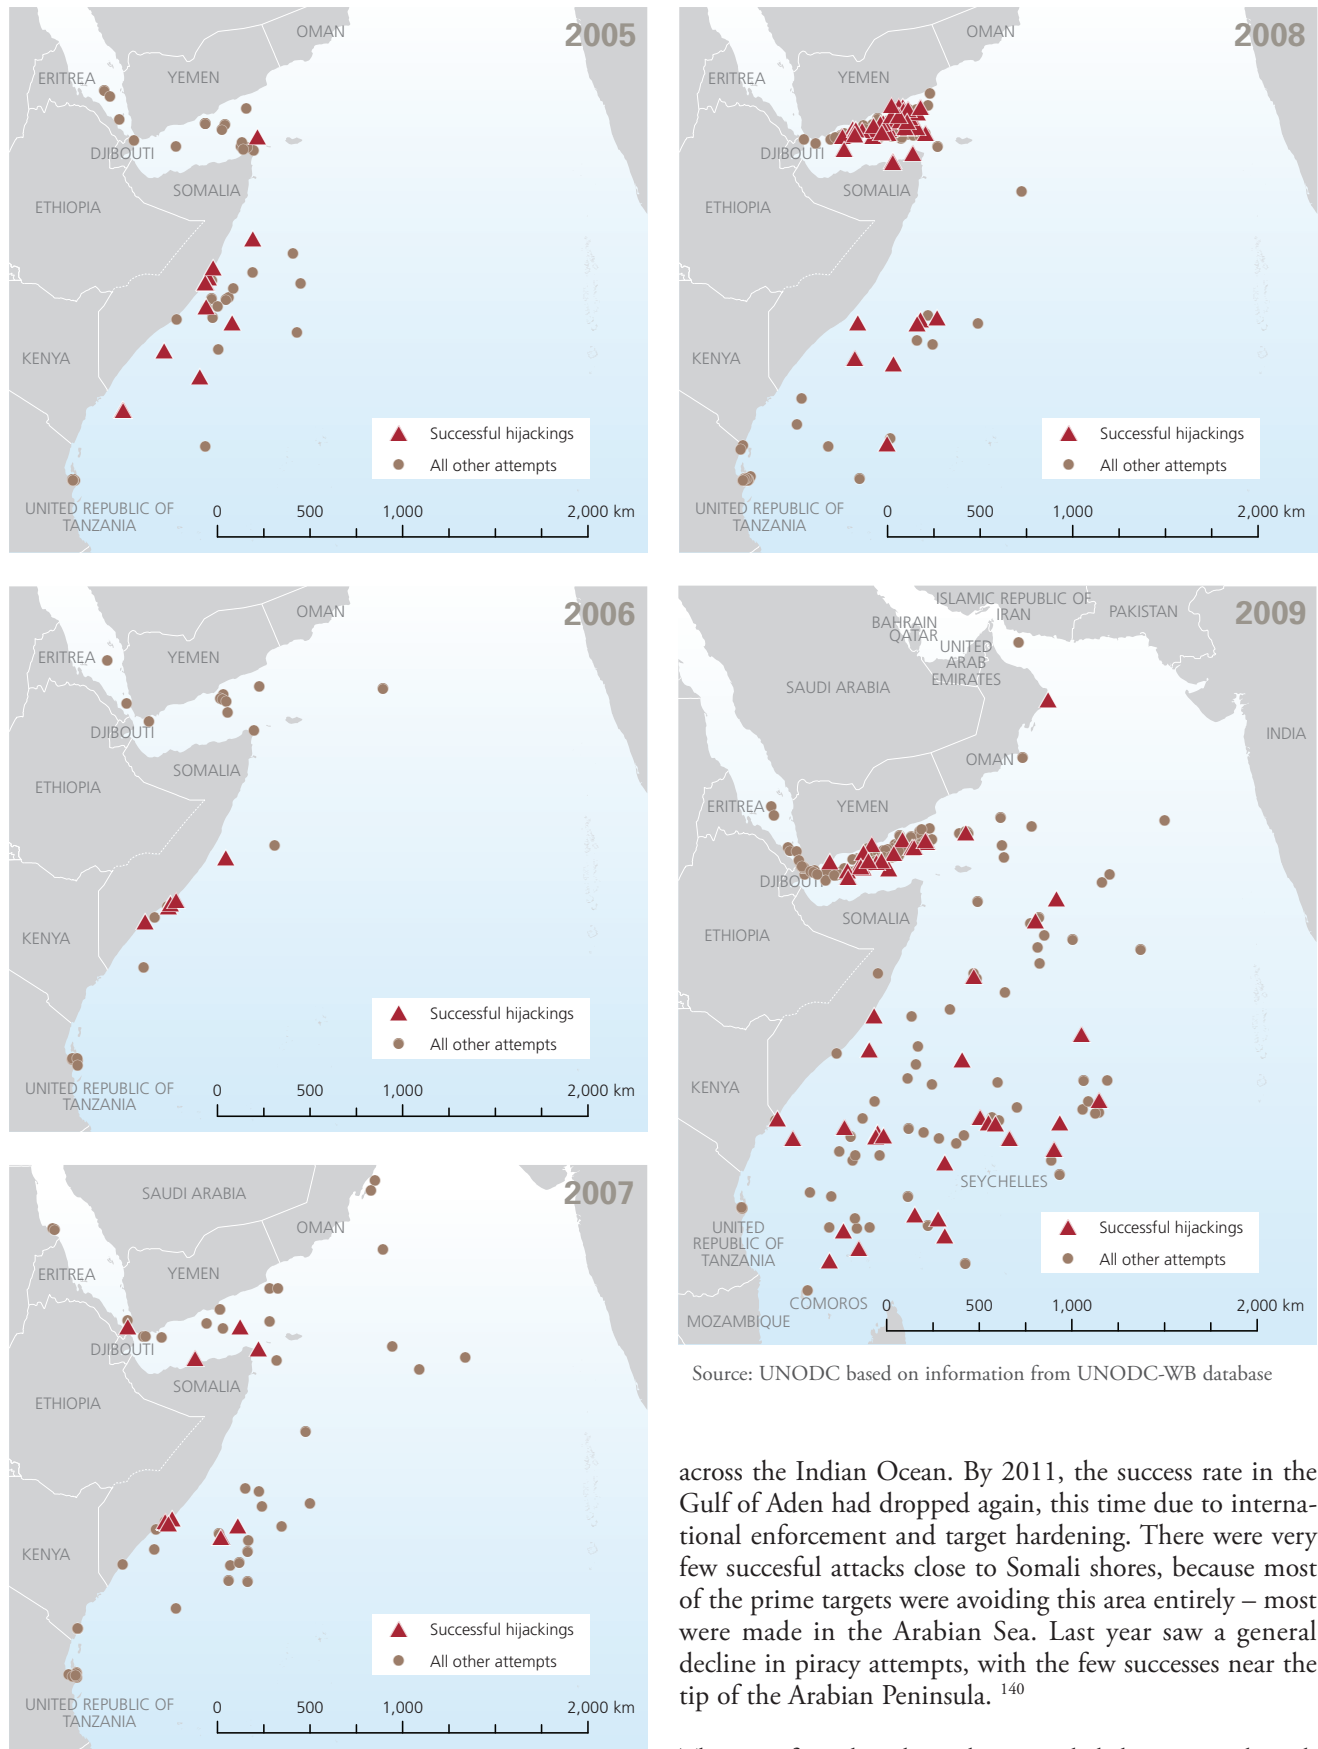 2005
OMAN
ERITREA
YEMEN
DJIBOUTI
SOMALIA
ETHIOPIA
KENYA
Successful hijackings
All other attempts
UNITED REPUBLIC OF
TANZANIA
0 500 1,000 2,000 km
2006
OMAN
ERITREA
YEMEN
DJIBOUTI
SOMALIA
ETHIOPIA
KENYA
Successful hijackings
All other attempts
UNITED REPUBLIC OF
TANZANIA
0 500 1,000 2,000 km
2007
SAUDI ARABIA
OMAN
ERITREA
YEMEN
DJIBOUTI
SOMALIA
ETHIOPIA
KENYA
Successful hijackings
All other attempts
UNITED REPUBLIC OF
TANZANIA
0 500 1,000 2,000 km
2008
OMAN
ERITREA
YEMEN
DJIBOUTI
SOMALIA
ETHIOPIA
KENYA
Successful hijackings
All other attempts
UNITED REPUBLIC OF
TANZANIA
0 500 1,000 2,000 km
2009
ISLAMIC REPUBLIC OF
IRAN
PAKISTAN
BAHRAIN
QATAR
UNITED
ARAB
EMIRATES
SAUDI ARABIA
INDIA
OMAN
ERITREA
YEMEN
DJIBOUTI
SOMALIA
ETHIOPIA
KENYA
SEYCHELLES
UNITED
REPUBLIC OF
TANZANIA
Successful hijackings
All other attempts
COMOROS
MOZAMBIQUE
0 500 1,000 2,000 km
Source: UNODC based on information from UNODC-WB database
across the Indian Ocean. By 2011, the success rate in the
Gulf of Aden had dropped again, this time due to interna-
tional enforcement and target hardening. There were very
few succesful attacks close to Somali shores, because most
of the prime targets were avoiding this area entirely – most
were made in the Arabian Sea. Last year saw a general
decline in piracy attempts, with the few successes near the
tip of the Arabian Peninsula. 140